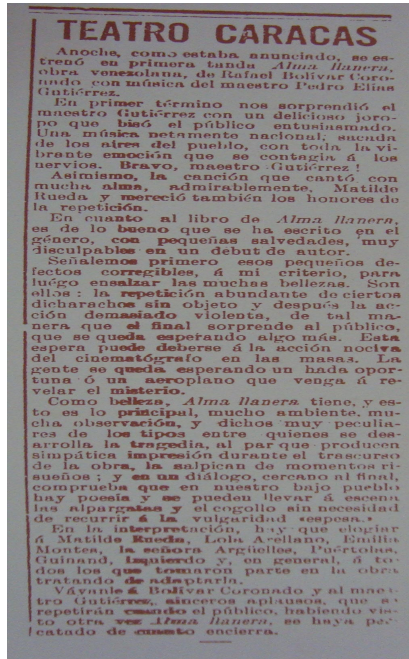 TEATRO CARACAS
Anoche, como estaba anunciado, se es-
trenó en primera tanda Alma llanera,
obra venezolana, de Rafael Bolívar Coro-
nado con música del maestro Pedro Elías
Gutiérrez.
En primer término nos sorprendió el
maestro Gutiérrez con un delicioso joro-
po que bisó el público entusiasmado.
Una música netamente nacional, sacada
de los aires del pueblo, con toda la vi-
brante emoción que se contagia á los
nervios. Bravo, maestro Gutiérrez!
Asimismo, la canción que cantó con
mucha alma, admirablemente, Matilde
Rueda y mereció también los honores de
la repetición.
En cuanto al libro de Alma llanera,
es de lo bueno que se ha escrito en el
género, con pequeñas salvedades, muy
disculpables en un debut de autor.
Señalemos primero esos pequeños de-
fectos corregibles, á mi criterio, para
luégo ensalzar las muchas bellezas. Son
ellos: la repetición abundante de ciertos
dicharachos sin objeto y después la ac-
ción demasiado violenta, de tal ma-
nera que el final sorprende al público,
que se queda esperando algo más. Esta
espera puede deberse á la acción nociva
del cinematógrafo en las masas. La
gente se queda esperando un hada opor-
tuna ó un aeroplano que venga á re-
velar el misterio.
Como belleza, Alma llanera tiene, y es-
to es lo principal, mucho ambiente, mu-
cha observación, y dichos muy peculia-
res de los tipos entre quienes se des-
arrolla la tragedia, al par que producen
simpática impresión durante el trascurso
de la obra, la salpican de momentos ri-
sueños; y en un diálogo, cercano al final,
comprueba que en nuestro bajo pueblo
hay poesía y se pueden llevar á escena
las alpargatas y el cogollo sin necesidad
de recurrir á la vulgaridad espesa.
En la interpretación, hay que elogiar
á Matilde Rueda, Lola Arellano, Emilia
Montes, la señora Argüelles, Puértolas,
Guinand, Izquierdo y, en general, á to-
dos los que tomaron parte en la obra
tratando de adaptarla.
Váyanle á Bolívar Coronado y al maes-
tro Gutiérrez, sinceros aplausos, que se
repetirán cuando el público, habiendo vis-
to otra vez Alma llanera, se haya per-
catado de cuanto encierra.